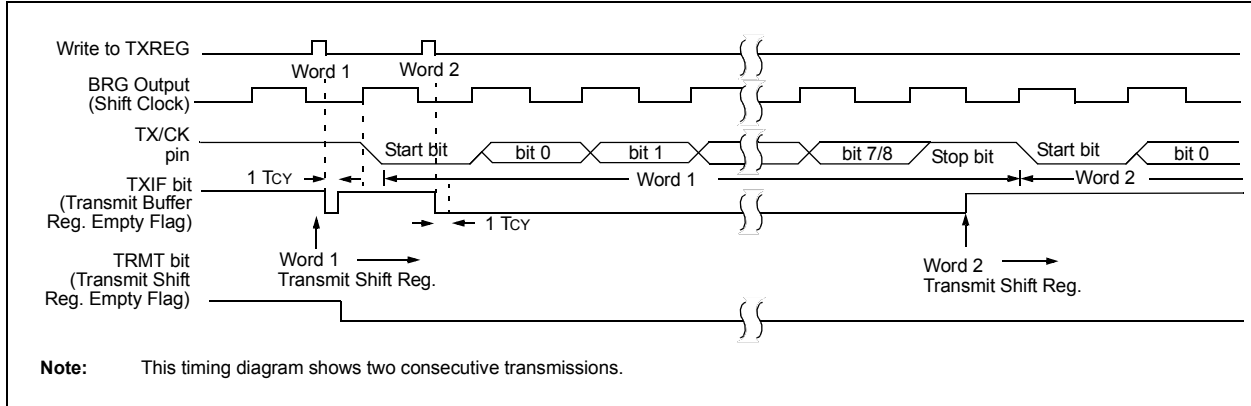 Write to TXREG
Word 1
Word 2
BRG Output
(Shift Clock)
TX/CK
pin
Start bit
bit 0
bit 1
bit 7/8
Stop bit
Start bit
bit 0
1 TCY
Word 1
Word 2
TXIF bit
(Transmit Buffer
Reg. Empty Flag)
1 TCY
Word 1
Transmit Shift Reg.
Word 2
Transmit Shift Reg.
TRMT bit
(Transmit Shift
Reg. Empty Flag)
Note: This timing diagram shows two consecutive transmissions.